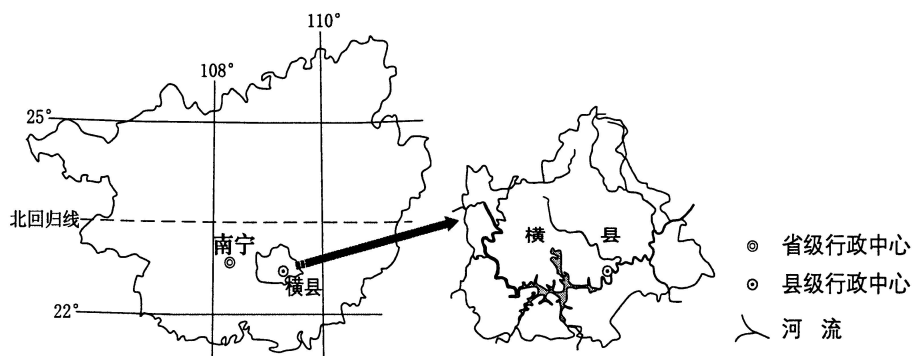 110°
108°
25°
北回归线
南宁
横县
22°
横 县
省级行政中心
县级行政中心
河 流